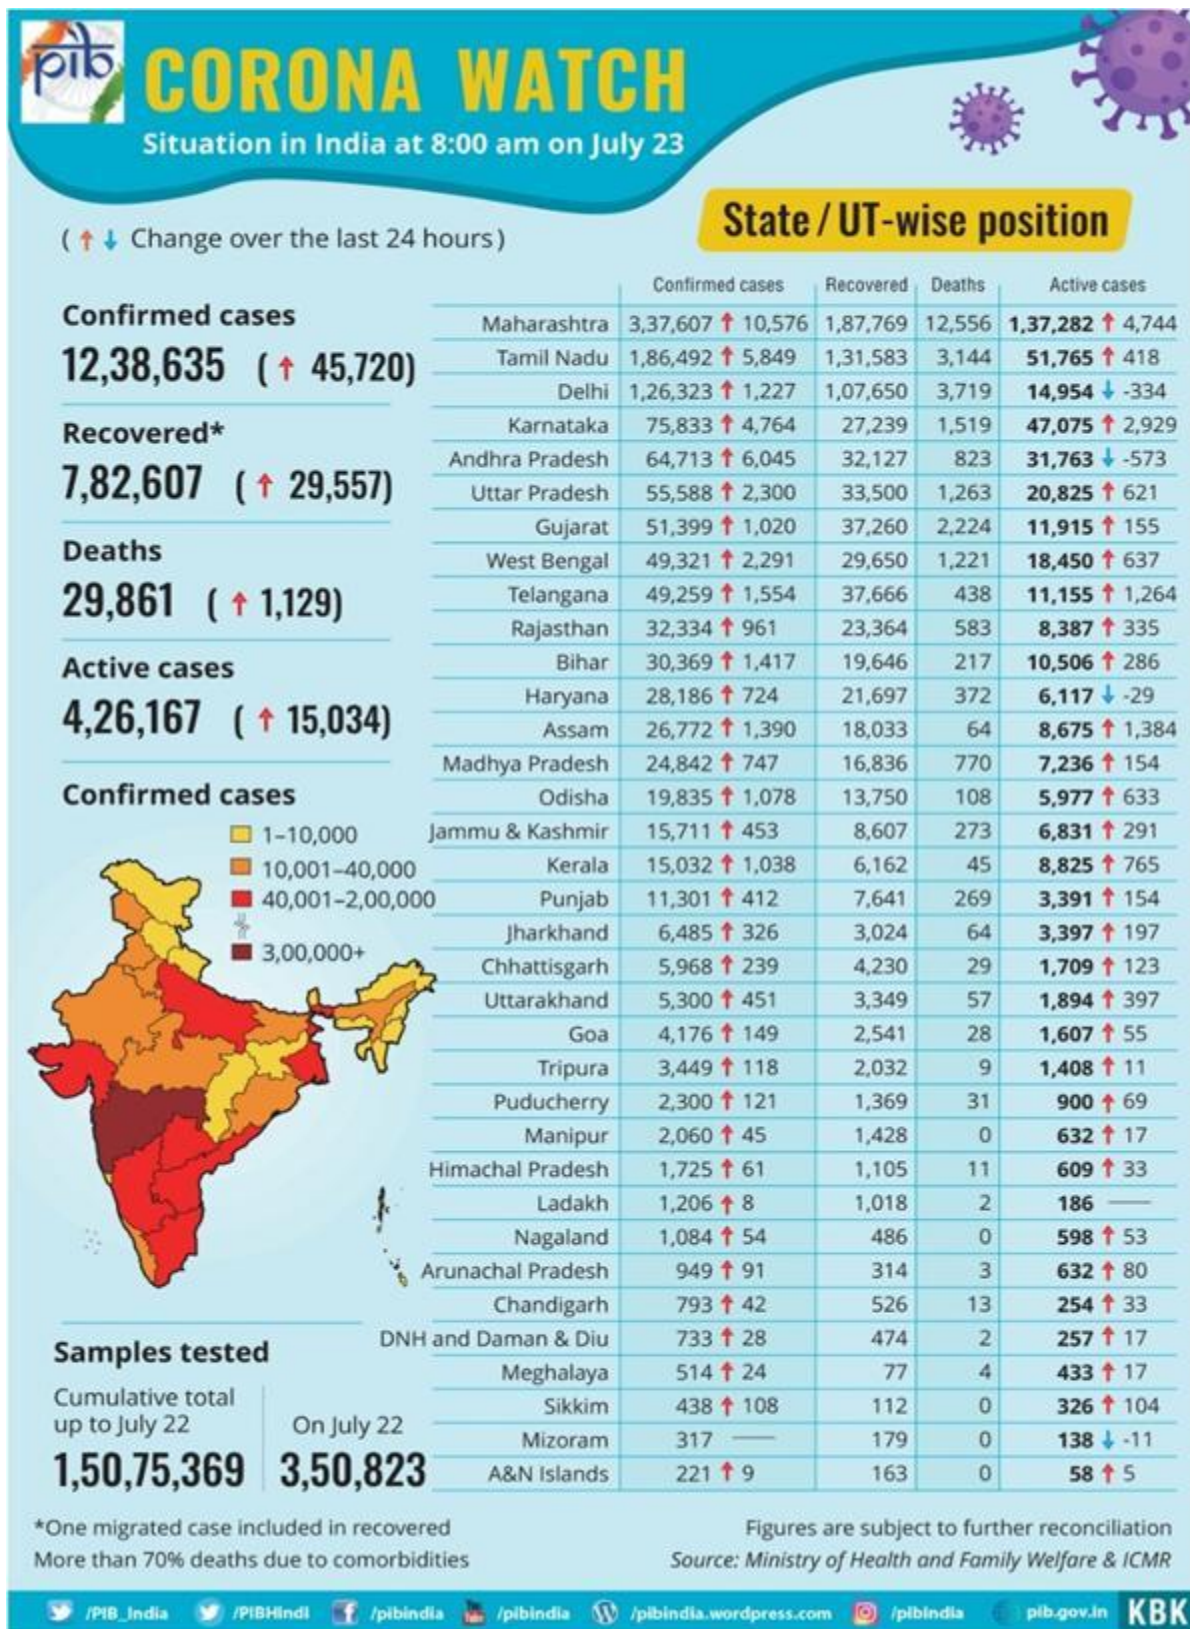 pib
CORONA WATCH
Situation in India at 8:00 am on July 23
( ↑ ↓ Change over the last 24 hours)
Confirmed cases
12,38,635 ( ↑ 45,720)
Recovered*
7,82,607 ( ↑ 29,557)
Deaths
29,861 ( ↑ 1,129)
Active cases
4,26,167 ( ↑ 15,034)
Confirmed cases
1–10,000
10,001–40,000
40,001–2,00,000
3,00,000+
Samples tested
Cumulative total
up to July 22
1,50,75,369
On July 22
3,50,823
State / UT-wise position
Confirmed cases Recovered Deaths Active cases
Maharashtra 3,37,607 ↑ 10,576 1,87,769 12,556 1,37,282 ↑ 4,744
Tamil Nadu 1,86,492 ↑ 5,849 1,31,583 3,144 51,765 ↑ 418
Delhi 1,26,323 ↑ 1,227 1,07,650 3,719 14,954 ↓ -334
Karnataka 75,833 ↑ 4,764 27,239 1,519 47,075 ↑ 2,929
Andhra Pradesh 64,713 ↑ 6,045 32,127 823 31,763 ↓ -573
Uttar Pradesh 55,588 ↑ 2,300 33,500 1,263 20,825 ↑ 621
Gujarat 51,399 ↑ 1,020 37,260 2,224 11,915 ↑ 155
West Bengal 49,321 ↑ 2,291 29,650 1,221 18,450 ↑ 637
Telangana 49,259 ↑ 1,554 37,666 438 11,155 ↑ 1,264
Rajasthan 32,334 ↑ 961 23,364 583 8,387 ↑ 335
Bihar 30,369 ↑ 1,417 19,646 217 10,506 ↑ 286
Haryana 28,186 ↑ 724 21,697 372 6,117 ↓ -29
Assam 26,772 ↑ 1,390 18,033 64 8,675 ↑ 1,384
Madhya Pradesh 24,842 ↑ 747 16,836 770 7,236 ↑ 154
Odisha 19,835 ↑ 1,078 13,750 108 5,977 ↑ 633
Jammu & Kashmir 15,711 ↑ 453 8,607 273 6,831 ↑ 291
Kerala 15,032 ↑ 1,038 6,162 45 8,825 ↑ 765
Punjab 11,301 ↑ 412 7,641 269 3,391 ↑ 154
Jharkhand 6,485 ↑ 326 3,024 64 3,397 ↑ 197
Chhattisgarh 5,968 ↑ 239 4,230 29 1,709 ↑ 123
Uttarakhand 5,300 ↑ 451 3,349 57 1,894 ↑ 397
Goa 4,176 ↑ 149 2,541 28 1,607 ↑ 55
Tripura 3,449 ↑ 118 2,032 9 1,408 ↑ 11
Puducherry 2,300 ↑ 121 1,369 31 900 ↑ 69
Manipur 2,060 ↑ 45 1,428 0 632 ↑ 17
Himachal Pradesh 1,725 ↑ 61 1,105 11 609 ↑ 33
Ladakh 1,206 ↑ 8 1,018 2 186 —
Nagaland 1,084 ↑ 54 486 0 598 ↑ 53
Arunachal Pradesh 949 ↑ 91 314 3 632 ↑ 80
Chandigarh 793 ↑ 42 526 13 254 ↑ 33
DNH and Daman & Diu 733 ↑ 28 474 2 257 ↑ 17
Meghalaya 514 ↑ 24 77 4 433 ↑ 17
Sikkim 438 ↑ 108 112 0 326 ↑ 104
Mizoram 317 — 179 0 138 ↓ -11
A&N Islands 221 ↑ 9 163 0 58 ↑ 5
*One migrated case included in recovered
More than 70% deaths due to comorbidities
Figures are subject to further reconciliation
Source: Ministry of Health and Family Welfare & ICMR
/PIB_India /PIBHindi /pibindia /pibindia /pibindia.wordpress.com /pibindia pib.gov.in KBK